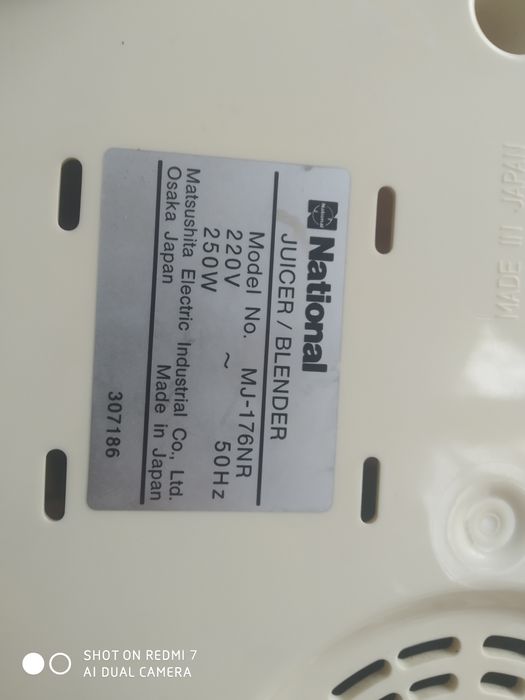 National
JUICER / BLENDER
Model No. MJ-176NR
220V ~ 50Hz
250W
Matsushita Electric Industrial Co., Ltd.
Osaka Japan Made in Japan
307186
MADE IN JAPAN
SHOT ON REDMI 7
AI DUAL CAMERA